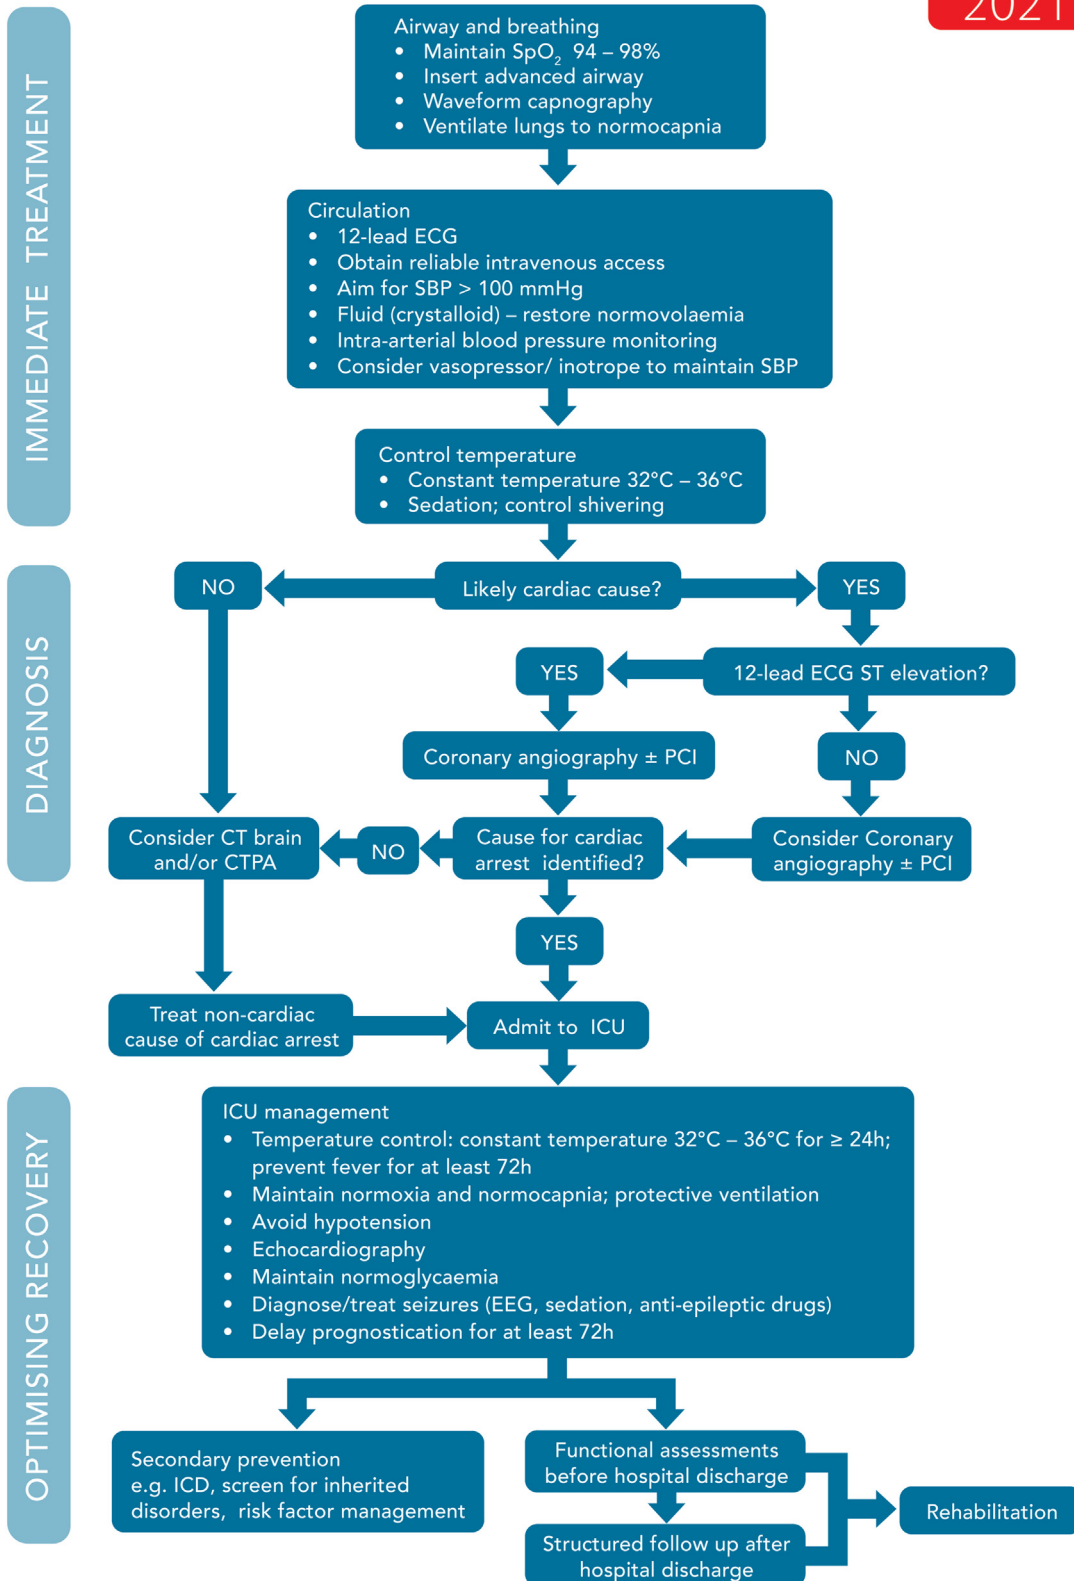 2021
IMMEDIATE TREATMENT
Airway and breathing
• Maintain SpO₂ 94 – 98%
• Insert advanced airway
• Waveform capnography
• Ventilate lungs to normocapnia
Circulation
• 12-lead ECG
• Obtain reliable intravenous access
• Aim for SBP > 100 mmHg
• Fluid (crystalloid) – restore normovolaemia
• Intra-arterial blood pressure monitoring
• Consider vasopressor/ inotrope to maintain SBP
Control temperature
• Constant temperature 32°C – 36°C
• Sedation; control shivering
DIAGNOSIS
NO
Likely cardiac cause?
YES
YES
12-lead ECG ST elevation?
Coronary angiography ± PCI
NO
Consider CT brain
and/or CTPA
NO
Cause for cardiac
arrest identified?
Consider Coronary
angiography ± PCI
YES
Treat non-cardiac
cause of cardiac arrest
Admit to ICU
OPTIMISING RECOVERY
ICU management
• Temperature control: constant temperature 32°C – 36°C for ≥ 24h;
prevent fever for at least 72h
• Maintain normoxia and normocapnia; protective ventilation
• Avoid hypotension
• Echocardiography
• Maintain normoglycaemia
• Diagnose/treat seizures (EEG, sedation, anti-epileptic drugs)
• Delay prognostication for at least 72h
Secondary prevention
e.g. ICD, screen for inherited
disorders, risk factor management
Functional assessments
before hospital discharge
Structured follow up after
hospital discharge
Rehabilitation